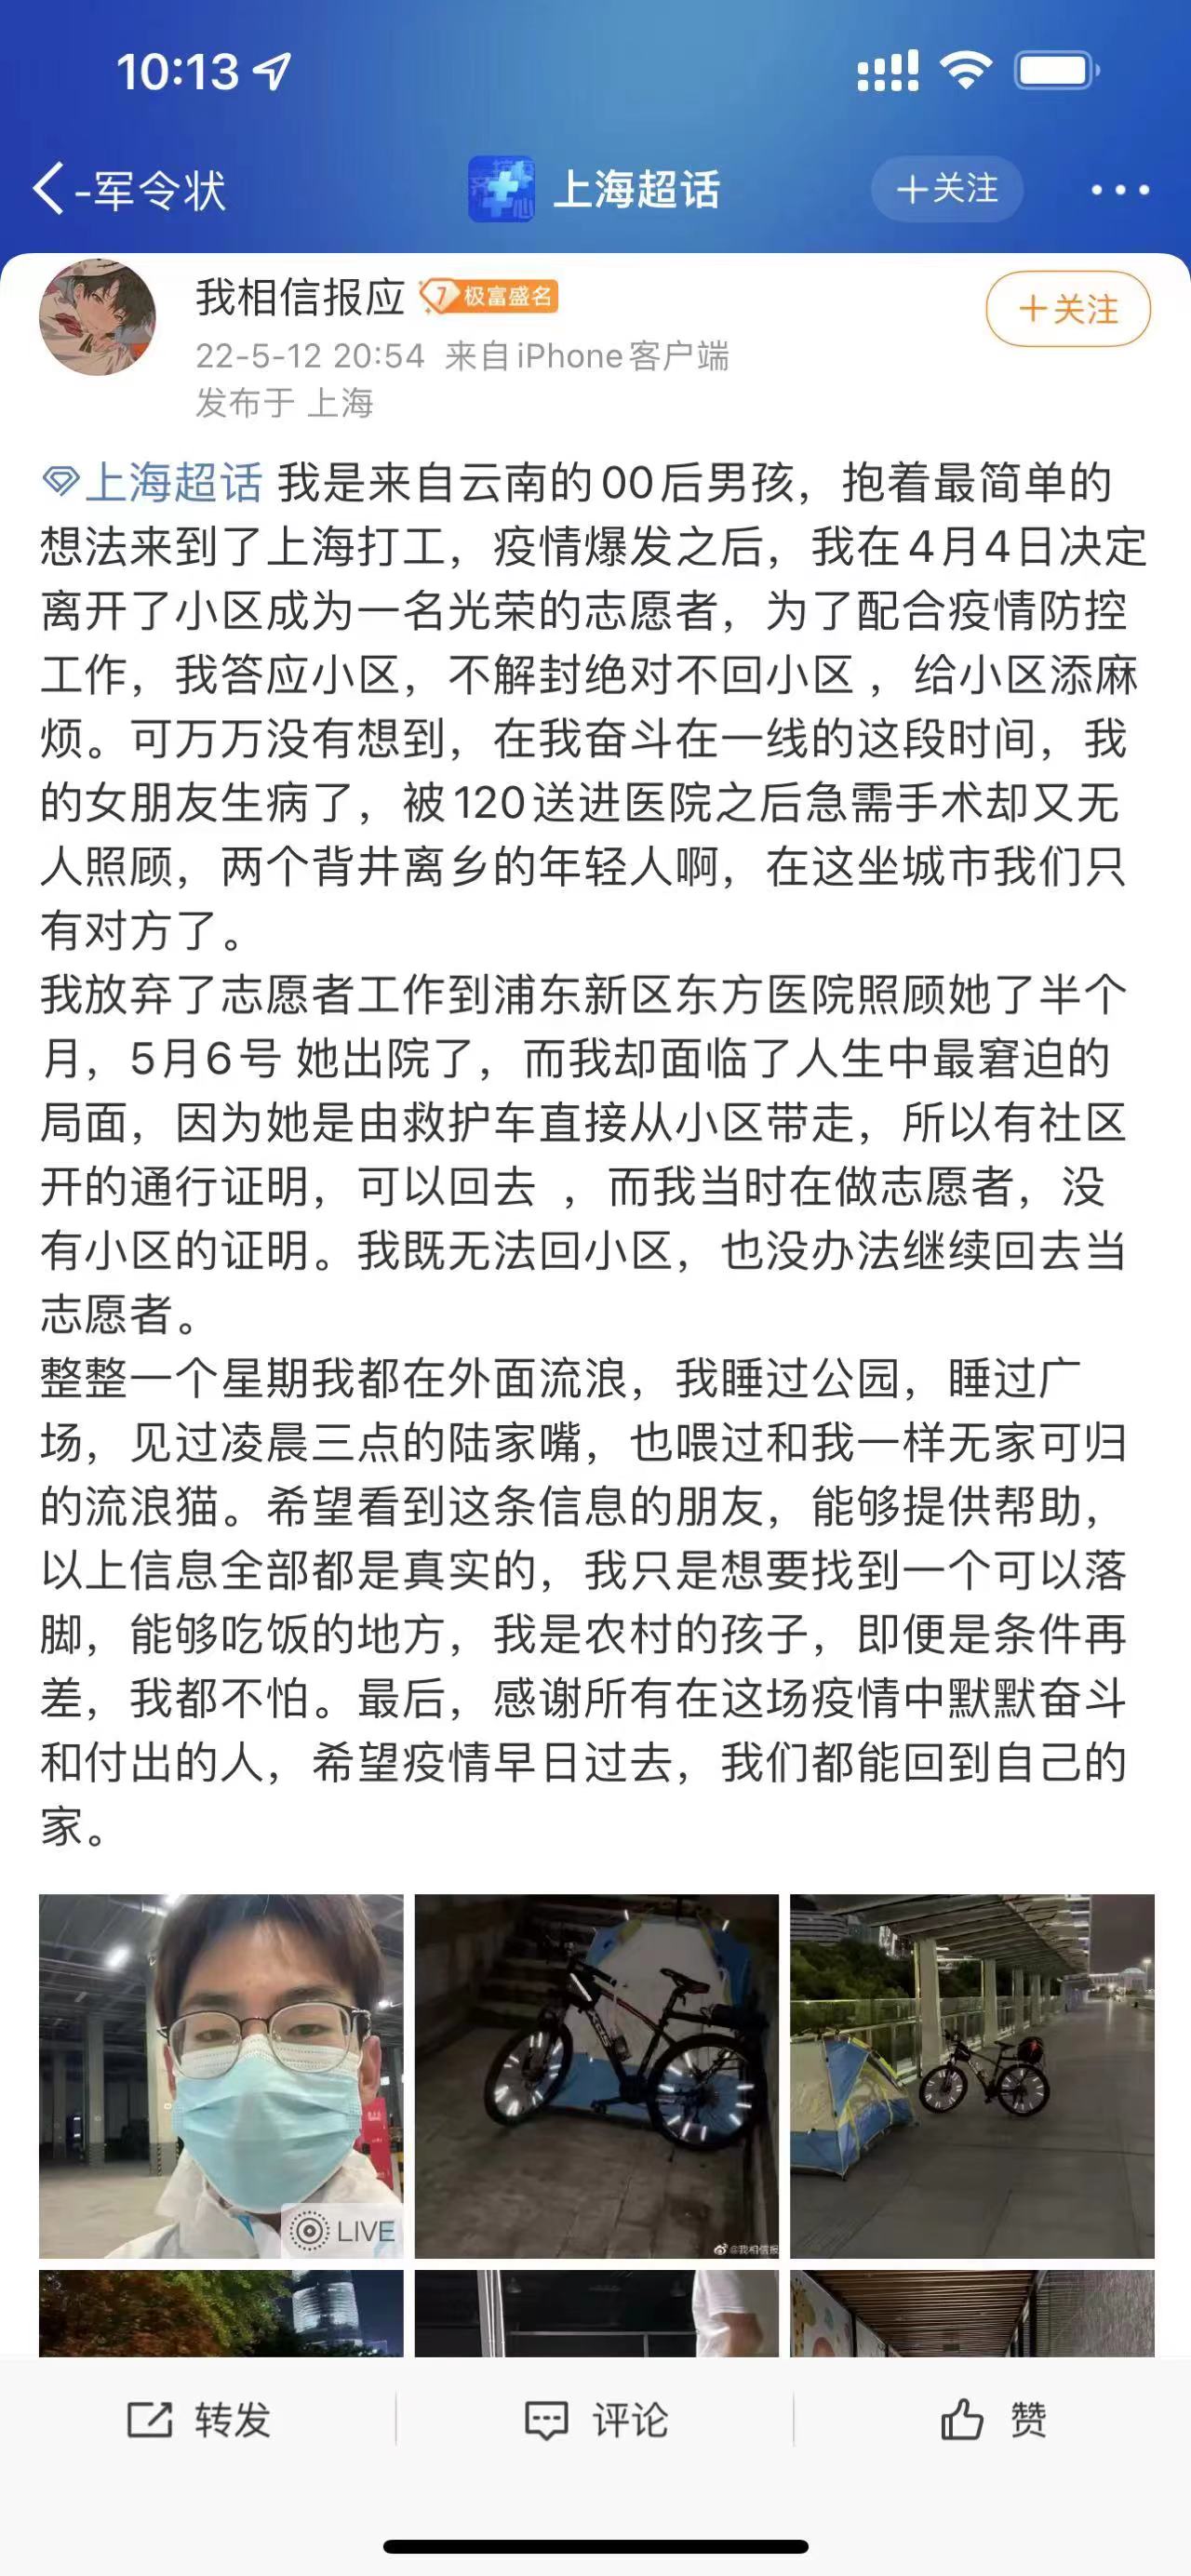 10:13
-军令状
上海超话
+关注
我相信报应
7 极富盛名
+关注
22-5-12 20:54 来自iPhone客户端
发布于 上海
上海超话 我是来自云南的00后男孩，抱着最简单的
想法来到了上海打工，疫情爆发之后，我在4月4日决定
离开了小区成为一名光荣的志愿者，为了配合疫情防控
工作，我答应小区，不解封绝对不回小区 ，给小区添麻
烦。可万万没有想到，在我奋斗在一线的这段时间，我
的女朋友生病了，被120送进医院之后急需手术却又无
人照顾，两个背井离乡的年轻人啊，在这坐城市我们只
有对方了。
我放弃了志愿者工作到浦东新区东方医院照顾她了半个
月，5月6号 她出院了，而我却面临了人生中最窘迫的
局面，因为她是由救护车直接从小区带走，所以有社区
开的通行证明，可以回去 ，而我当时在做志愿者，没
有小区的证明。我既无法回小区，也没办法继续回去当
志愿者。
整整一个星期我都在外面流浪，我睡过公园，睡过广
场，见过凌晨三点的陆家嘴，也喂过和我一样无家可归
的流浪猫。希望看到这条信息的朋友，能够提供帮助，
以上信息全部都是真实的，我只是想要找到一个可以落
脚，能够吃饭的地方，我是农村的孩子，即便是条件再
差，我都不怕。最后，感谢所有在这场疫情中默默奋斗
和付出的人，希望疫情早日过去，我们都能回到自己的
家。
LIVE
@我相信报
转发
评论
赞